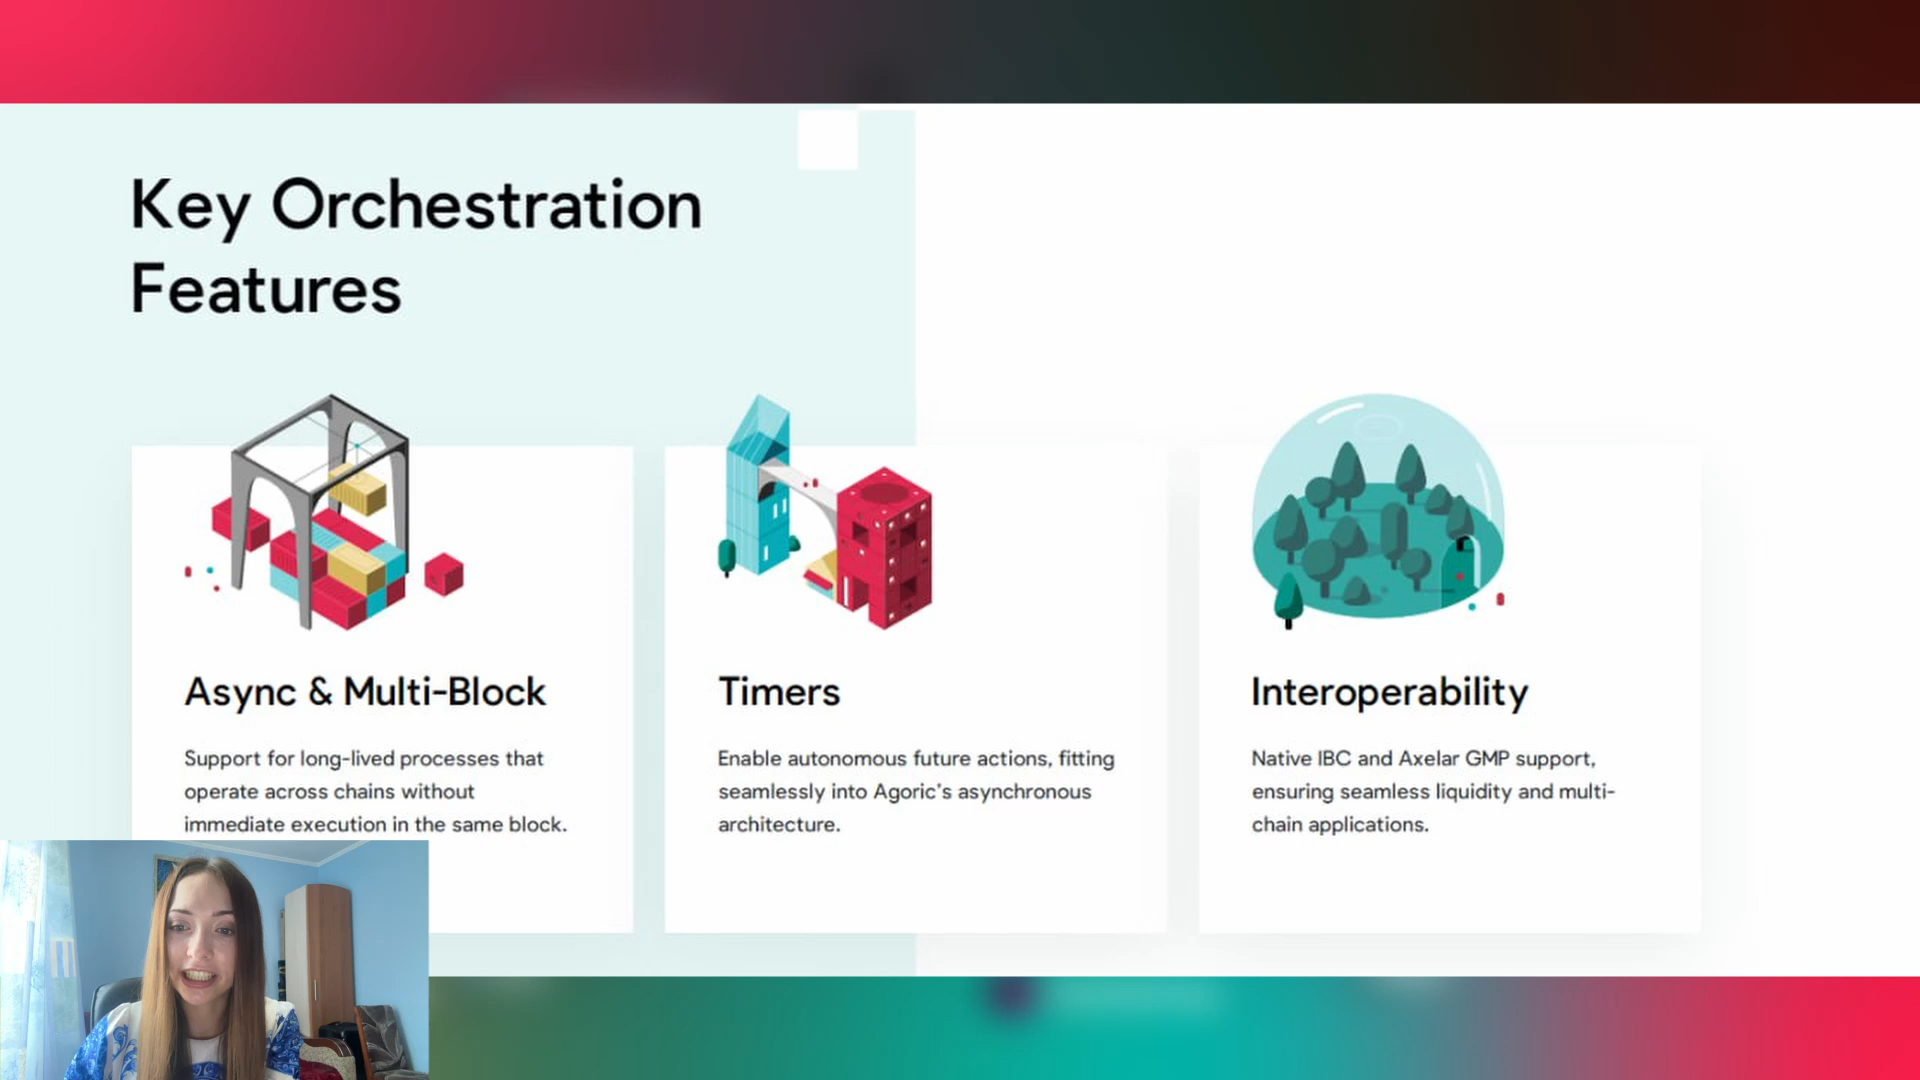 Key Orchestration
Features
Async & Multi-Block
Support for long-lived processes that
operate across chains without
immediate execution in the same block.
Timers
Enable autonomous future actions, fitting
seamlessly into Agoric's asynchronous
architecture.
Interoperability
Native IBC and Axelar GMP support,
ensuring seamless liquidity and multi-
chain applications.